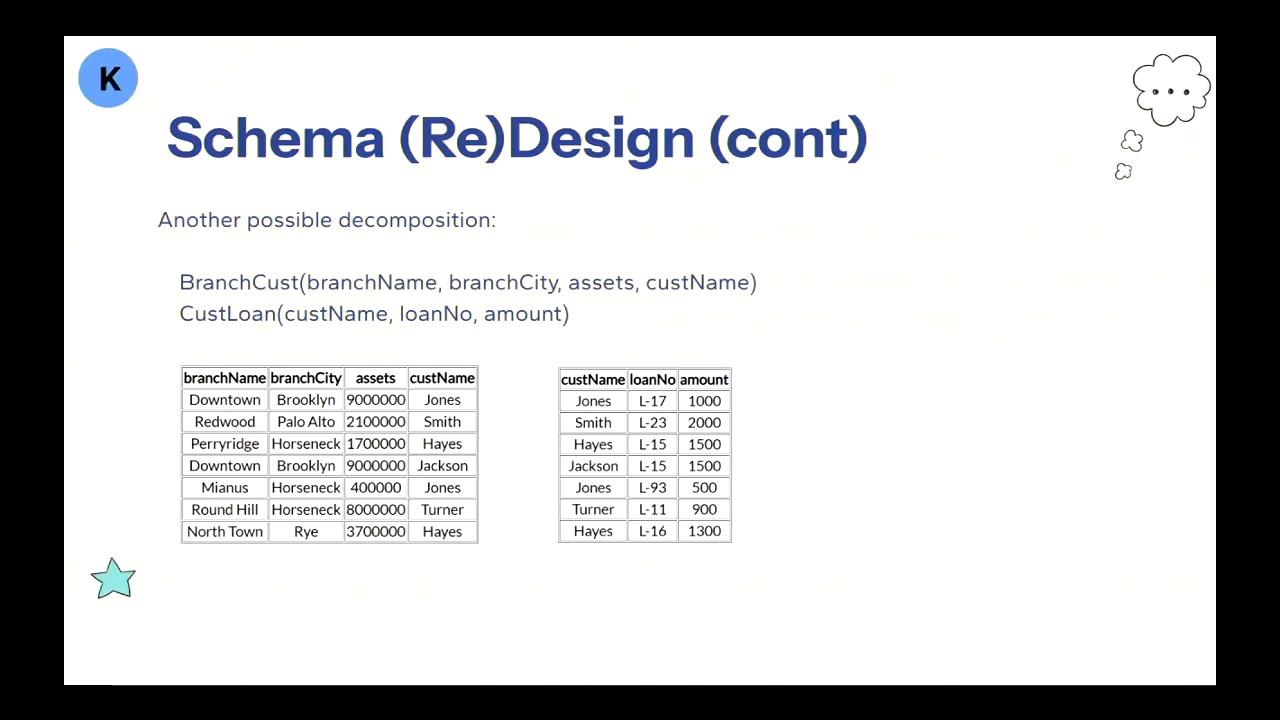 K
Schema (Re)Design (cont)
Another possible decomposition:
BranchCust(branchName, branchCity, assets, custName)
CustLoan(custName, loanNo, amount)
branchName branchCity assets custName
Downtown Brooklyn 9000000 Jones
Redwood Palo Alto 2100000 Smith
Perryridge Horseneck 1700000 Hayes
Downtown Brooklyn 9000000 Jackson
Mianus Horseneck 400000 Jones
Round Hill Horseneck 8000000 Turner
North Town Rye 3700000 Hayes
custName loanNo amount
Jones L-17 1000
Smith L-23 2000
Hayes L-15 1500
Jackson L-15 1500
Jones L-93 500
Turner L-11 900
Hayes L-16 1300